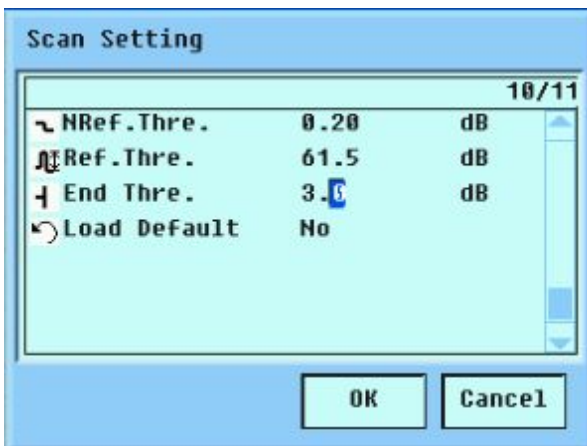 Scan Setting
10/11
NRef.Thre. 0.20 dB
Ref.Thre. 61.5 dB
End Thre. 3. dB
Load Default No
OK Cancel